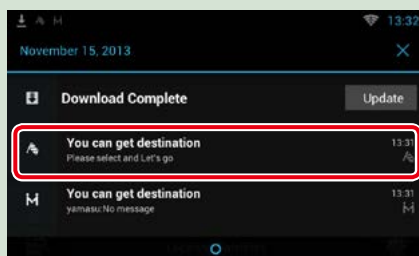 13:32
November 15, 2013
Download Complete
Update
You can get destination
13:31
Please select and Let's go
You can get destination
13:31
yamasu:No message